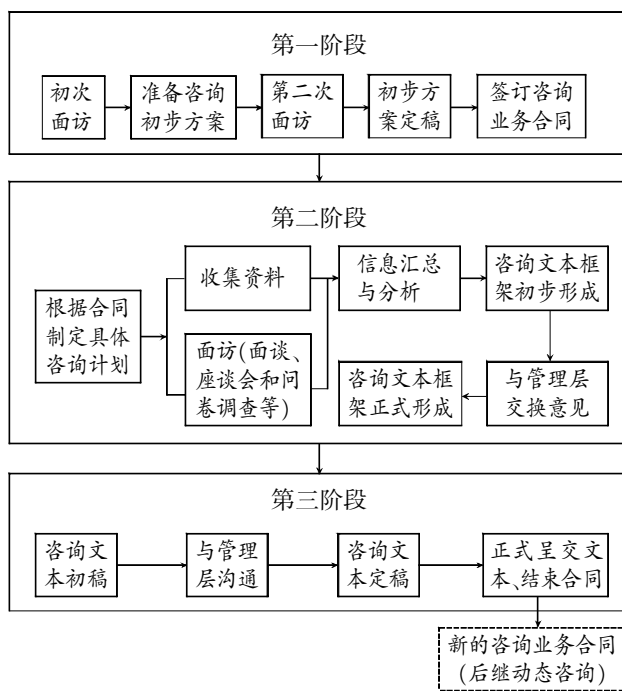 第一阶段
初次
面访
准备咨询
初步方案
第二次
面访
初步方
案定稿
签订咨询
业务合同
第二阶段
根据合同
制定具体
咨询计划
收集资料
面访(面谈、
座谈会和问
卷调查等)
信息汇总
与分析
咨询文本框
架初步形成
与管理层
交换意见
咨询文本框
架正式形成
第三阶段
咨询文
本初稿
与管理
层沟通
咨询文
本定稿
正式呈交文
本、结束合同
新的咨询业务合同
(后继动态咨询)